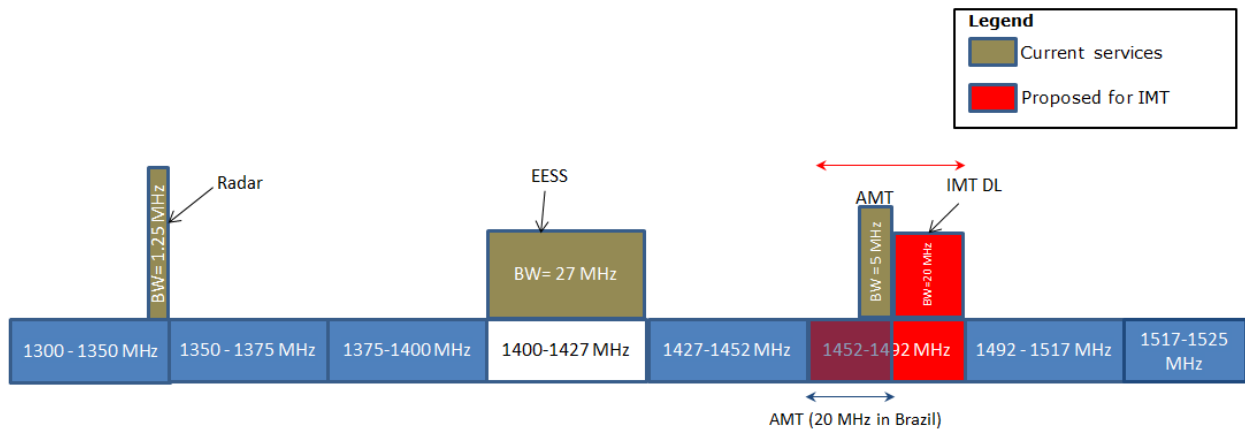 Legend
Current services
Proposed for IMT
Radar
EESS
AMT
IMT DL
BW= 1.25 MHz
BW= 27 MHz
BW =5 MHz
BW =20 MHz
1300 - 1350 MHz
1350 - 1375 MHz
1375-1400 MHz
1400-1427 MHz
1427-1452 MHz
1452-1492 MHz
1492 - 1517 MHz
1517-1525
MHz
AMT (20 MHz in Brazil)